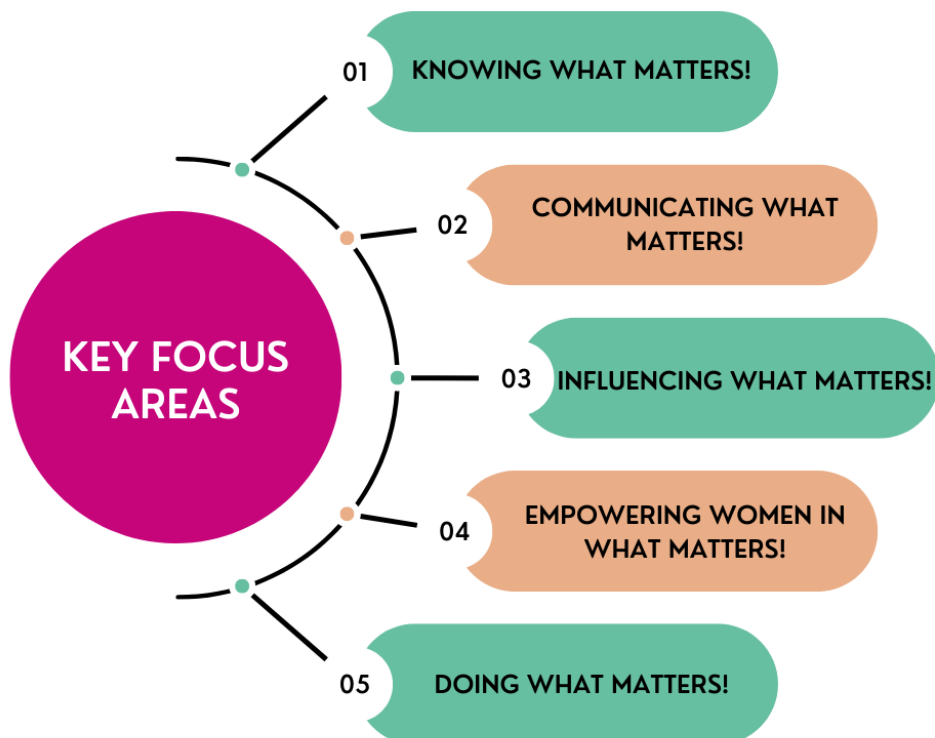 01
KNOWING WHAT MATTERS!
02
COMMUNICATING WHAT
MATTERS!
KEY FOCUS
AREAS
03
INFLUENCING WHAT MATTERS!
04
EMPOWERING WOMEN IN
WHAT MATTERS!
05
DOING WHAT MATTERS!